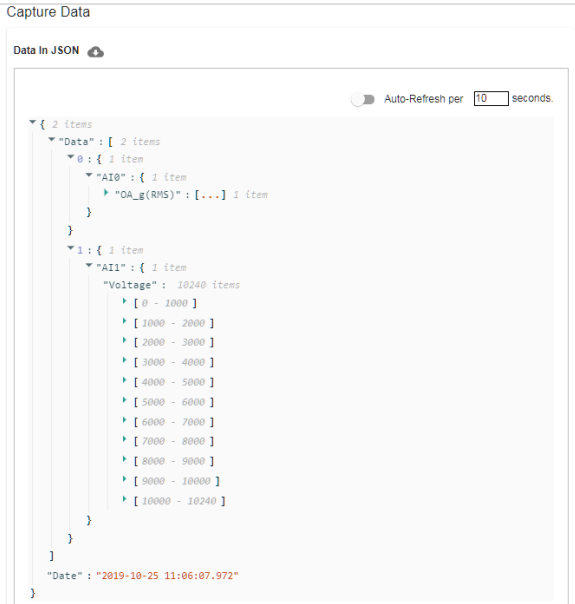 Capture Data
Data In JSON
Auto-Refresh per 10 seconds.
{ 2 items
"Data" : [ 2 items
0 : { 1 item
"AI0" : { 1 item
"OA_g(RMS)" : [...] 1 item
}
}
1 : { 1 item
"AI1" : { 1 item
"Voltage" : 10240 items
[ 0 - 1000 ]
[ 1000 - 2000 ]
[ 2000 - 3000 ]
[ 3000 - 4000 ]
[ 4000 - 5000 ]
[ 5000 - 6000 ]
[ 6000 - 7000 ]
[ 7000 - 8000 ]
[ 8000 - 9000 ]
[ 9000 - 10000 ]
[ 10000 - 10240 ]
}
}
]
"Date" : "2019-10-25 11:06:07.972"
}